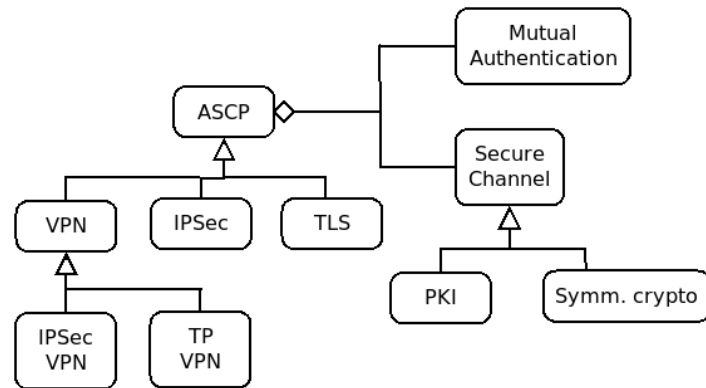 Mutual
Authentication
ASCP
Secure
Channel
VPN
IPSec
TLS
PKI
Symm. crypto
IPSec
VPN
TP
VPN